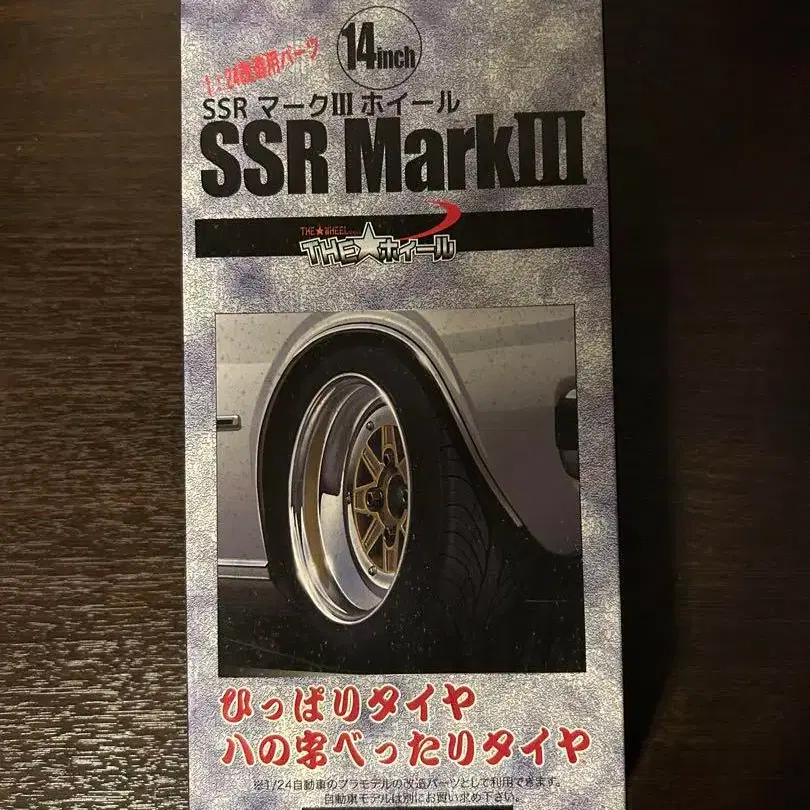 14inch
1:24改造用パーツ
SSR マークⅢ ホイール
SSR MarkⅢ
THE★WHEEL
THE★ホイール
ひっぱりタイヤ
ハの字べったりタイヤ
※1/24自動車のプラモデルの改造パーツとして利用できます。
自動車モデルは別にお買い求め下さい。